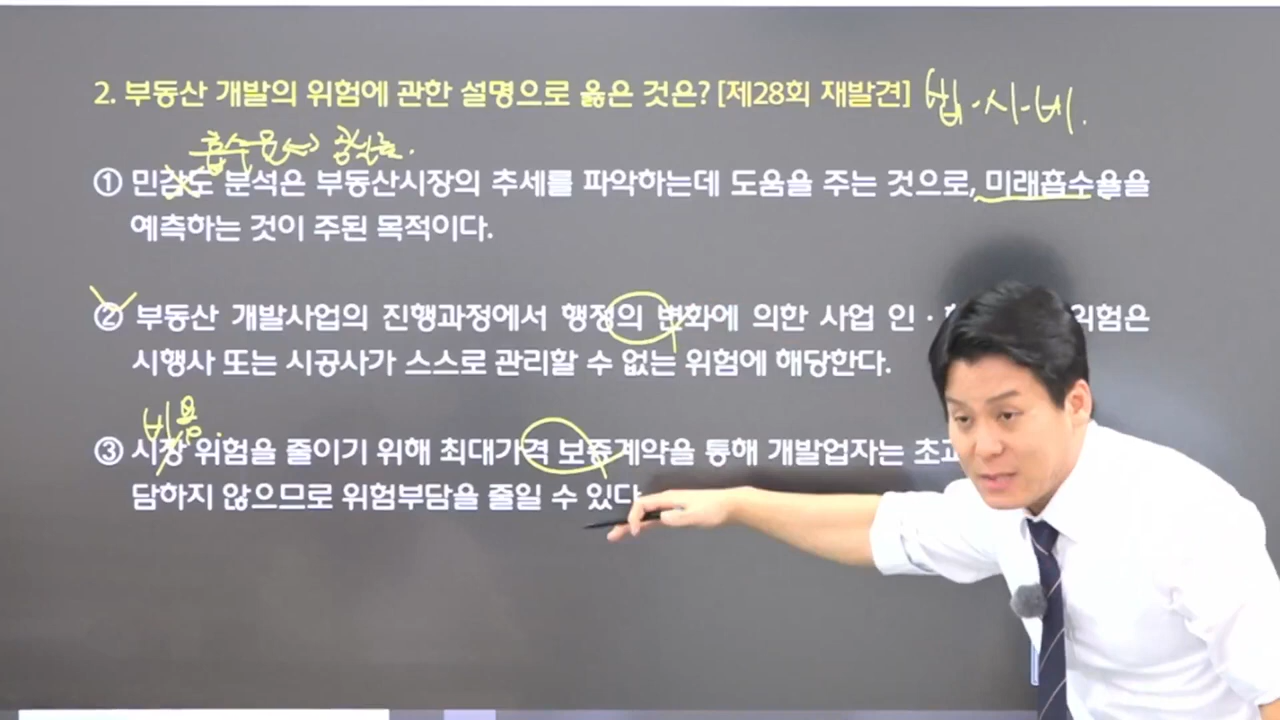 2. 부동산 개발의 위험에 관한 설명으로 옳은 것은? [제28회 재발견] 법·시·비.
흡수율 ↔ 공실률.
① 민감도 분석은 부동산시장의 추세를 파악하는데 도움을 주는 것으로, 미래흡수율을
예측하는 것이 주된 목적이다.
② 부동산 개발사업의 진행과정에서 행정의 변화에 의한 사업 인·허 위험은
시행사 또는 시공사가 스스로 관리할 수 없는 위험에 해당한다.
비용.
③ 시장 위험을 줄이기 위해 최대가격 보증계약을 통해 개발업자는 초과
담하지 않으므로 위험부담을 줄일 수 있다